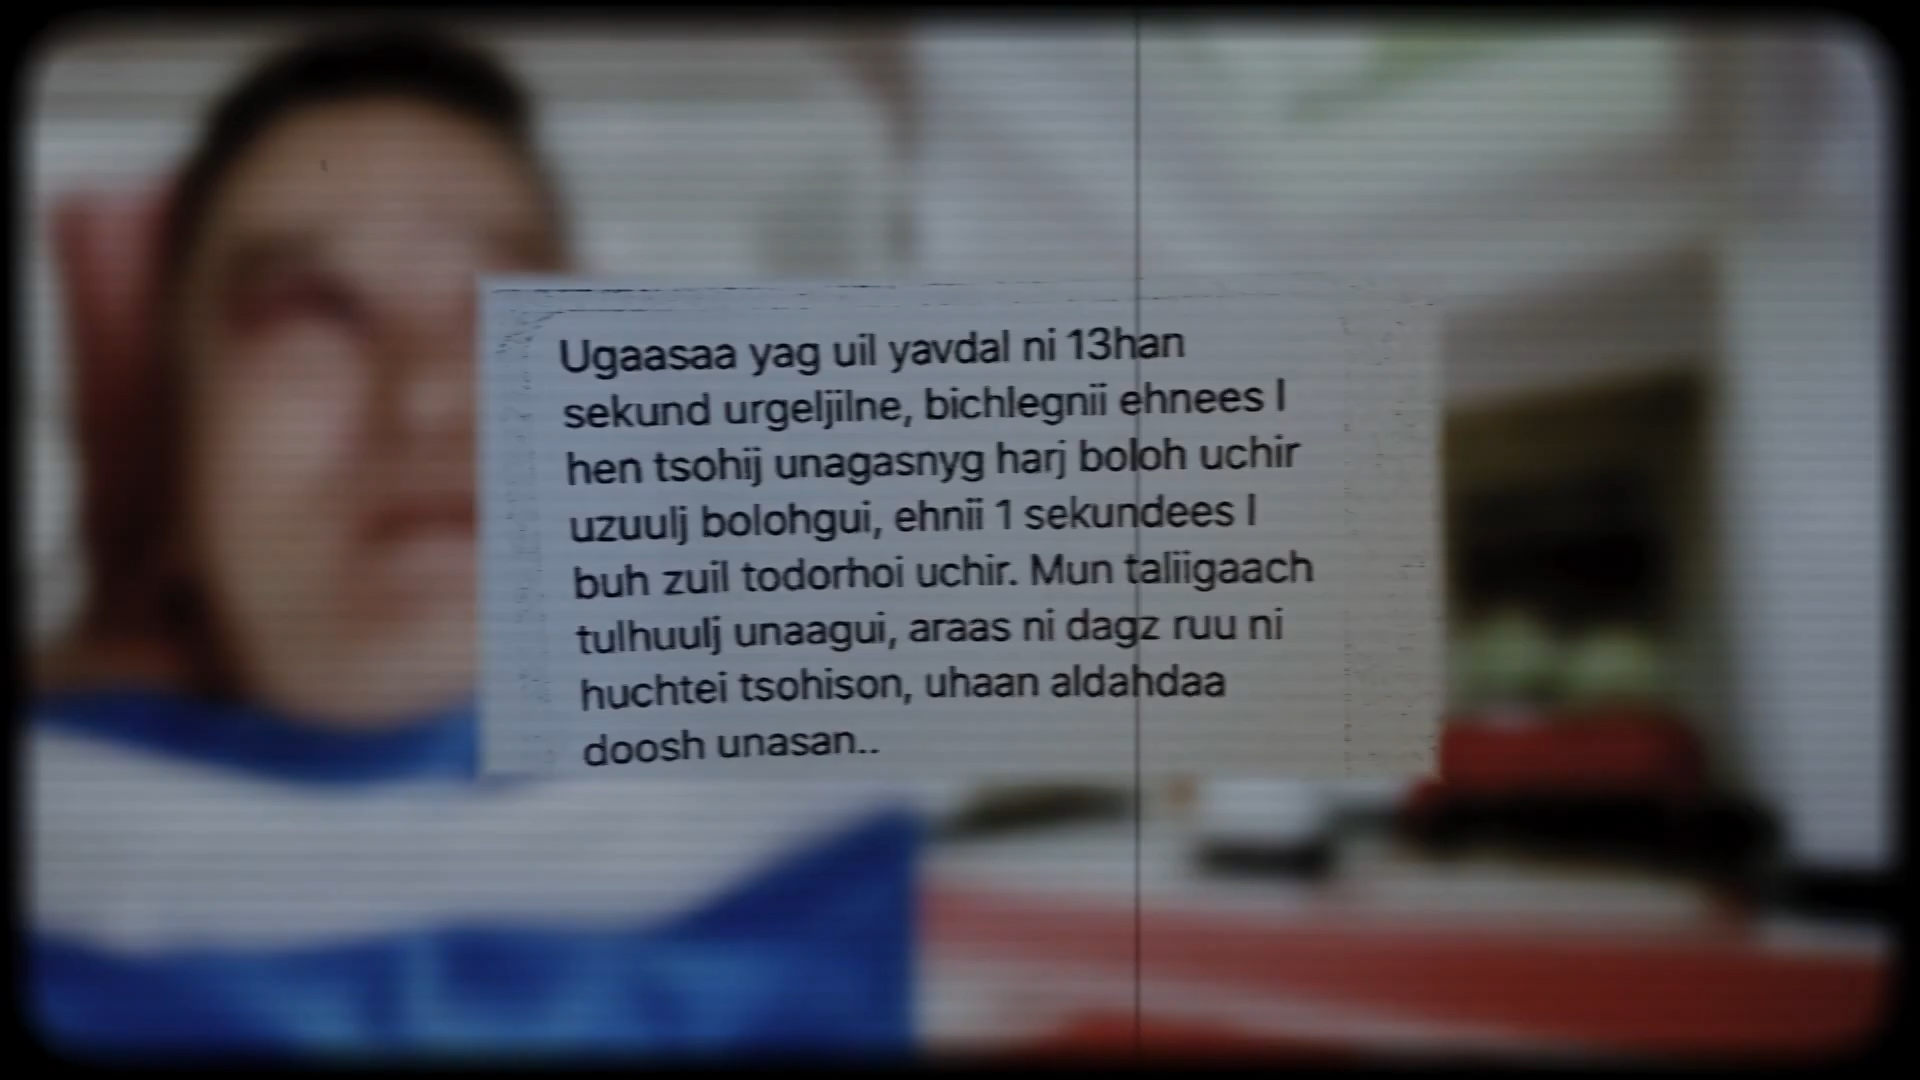 Ugaasaa yag uil yavdal ni 13han
sekund urgeljilne, bichlegnii ehnees l
hen tsohij unagasnyg harj boloh uchir
uzuulj bolohgui, ehnii 1 sekundees l
buh zuil todorhoi uchir. Mun taliigaach
tulhuulj unaagui, araas ni dagz ruu ni
huchtei tsohison, uhaan aldahdaa
doosh unasan..